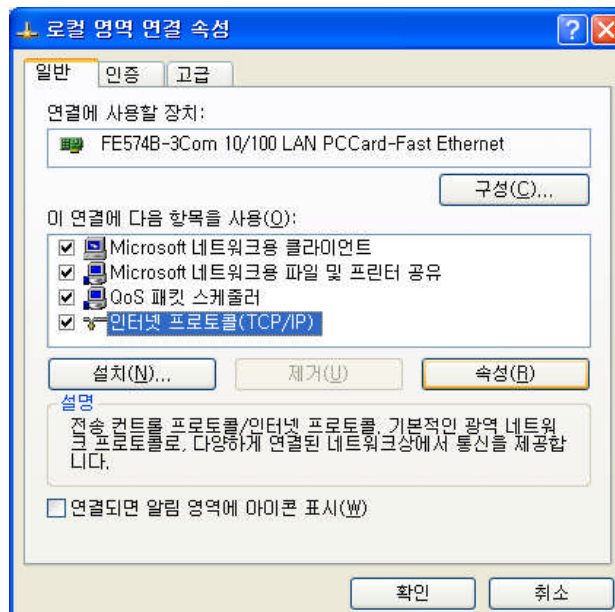 로컬 영역 연결 속성
일반 인증 고급
연결에 사용할 장치:
FE574B-3Com 10/100 LAN PCCard-Fast Ethernet
구성(C)...
이 연결에 다음 항목을 사용(O):
Microsoft 네트워크용 클라이언트
Microsoft 네트워크용 파일 및 프린터 공유
QoS 패킷 스케줄러
인터넷 프로토콜(TCP/IP)
설치(N)... 제거(U) 속성(R)
설명
전송 컨트롤 프로토콜/인터넷 프로토콜. 기본적인 광역 네트워
크 프로토콜로, 다양하게 연결된 네트워크상에서 통신을 제공합
니다.
연결되면 알림 영역에 아이콘 표시(W)
확인 취소